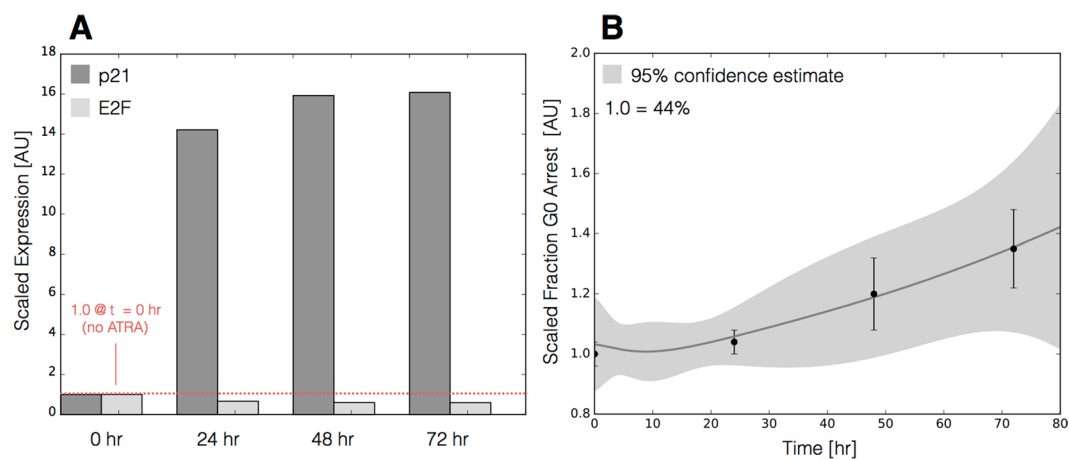 A
Scaled Expression [AU]
18
16
14
12
10
8
6
4
2
0
p21
E2F
1.0 @ t = 0 hr
(no ATRA)
0 hr 24 hr 48 hr 72 hr
B
Scaled Fraction G0 Arrest [AU]
2.0
1.8
1.6
1.4
1.2
1.0
0.8
95% confidence estimate
1.0 = 44%
0 10 20 30 40 50 60 70 80
Time [hr]